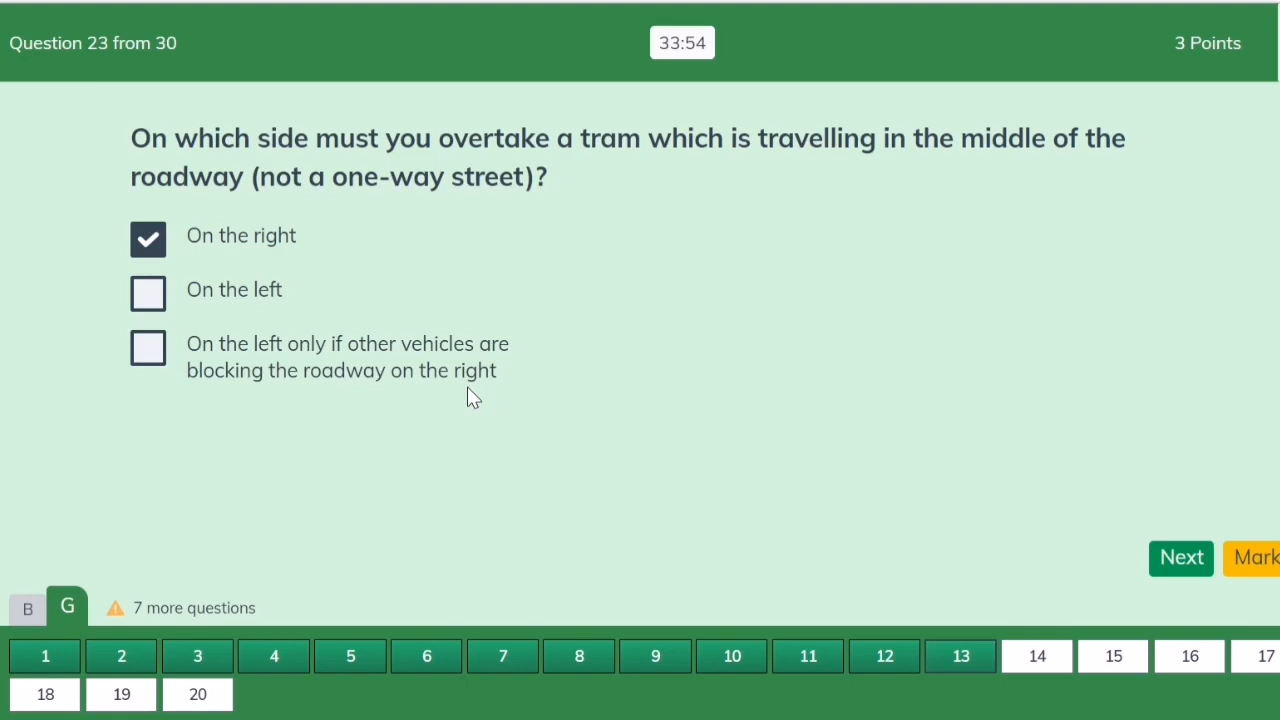 Question 23 from 30
33:54
3 Points
On which side must you overtake a tram which is travelling in the middle of the
roadway (not a one-way street)?
On the right
On the left
On the left only if other vehicles are
blocking the roadway on the right
Next
Mark
B
G
7 more questions
1 2 3 4 5 6 7 8 9 10 11 12 13 14 15 16 17
18 19 20